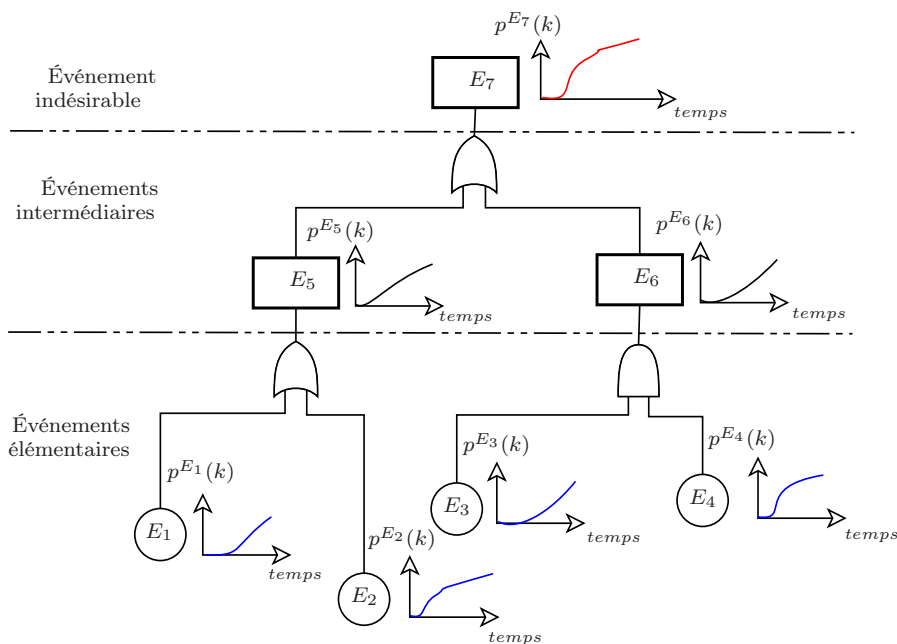 p^{E_7}(k)
Événement
indésirable
E_7
temps
Événements
intermédiaires
p^{E_5}(k)
p^{E_6}(k)
E_5
E_6
temps
temps
Événements
élémentaires
p^{E_3}(k)
p^{E_4}(k)
p^{E_1}(k)
E_3
E_4
E_1
temps
temps
p^{E_2}(k)
temps
E_2
temps